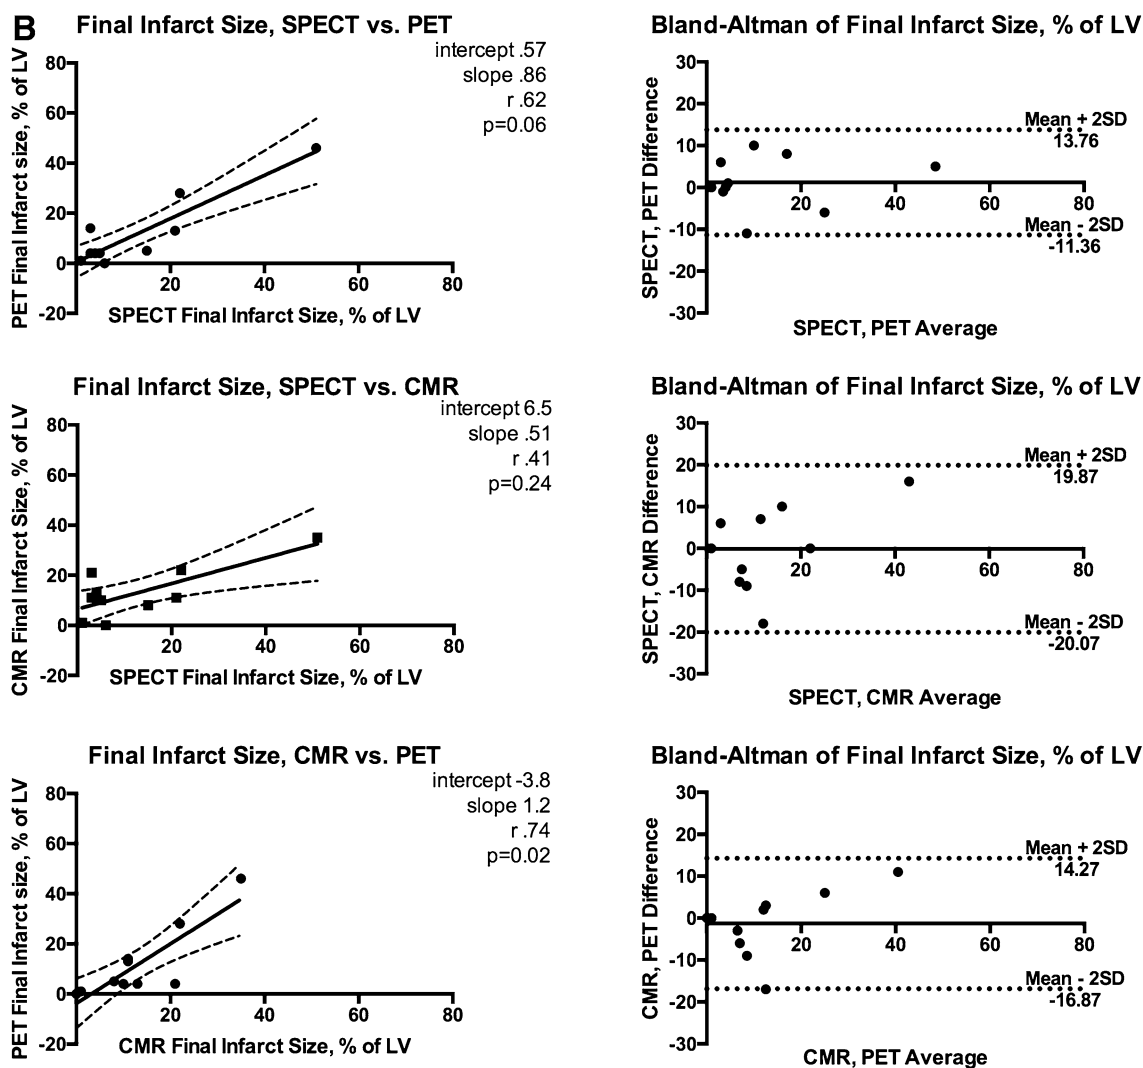 B
Final Infarct Size, SPECT vs. PET
intercept .57
slope .86
r .62
p=0.06
PET Final Infarct size, % of LV
80
60
40
20
0
-20
20
40
60
80
SPECT Final Infarct Size, % of LV
Bland-Altman of Final Infarct Size, % of LV
SPECT, PET Difference
30
20
10
0
-10
-20
-30
20
40
60
80
Mean + 2SD
13.76
Mean - 2SD
-11.36
SPECT, PET Average
Final Infarct Size, SPECT vs. CMR
intercept 6.5
slope .51
r .41
p=0.24
CMR Final Infarct Size, % of LV
80
60
40
20
0
-20
20
40
60
80
SPECT Final Infarct Size, % of LV
Bland-Altman of Final Infarct Size, % of LV
SPECT, CMR Difference
30
20
10
0
-10
-20
-30
20
40
60
80
Mean + 2SD
19.87
Mean - 2SD
-20.07
SPECT, CMR Average
Final Infarct Size, CMR vs. PET
intercept -3.8
slope 1.2
r .74
p=0.02
PET Final Infarct size, % of LV
80
60
40
20
0
-20
20
40
60
80
CMR Final Infarct Size, % of LV
Bland-Altman of Final Infarct Size, % of LV
CMR, PET Difference
30
20
10
0
-10
-20
-30
20
40
60
80
Mean + 2SD
14.27
Mean - 2SD
-16.87
CMR, PET Average